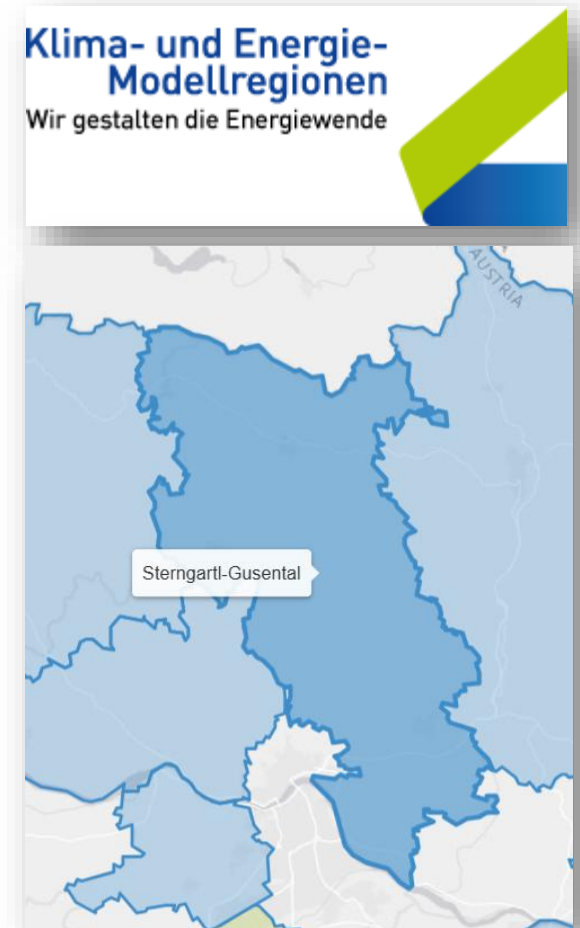 Klima- und Energie-
Modellregionen
Wir gestalten die Energiewende
AUSTRIA
Sterngartl-Gusental